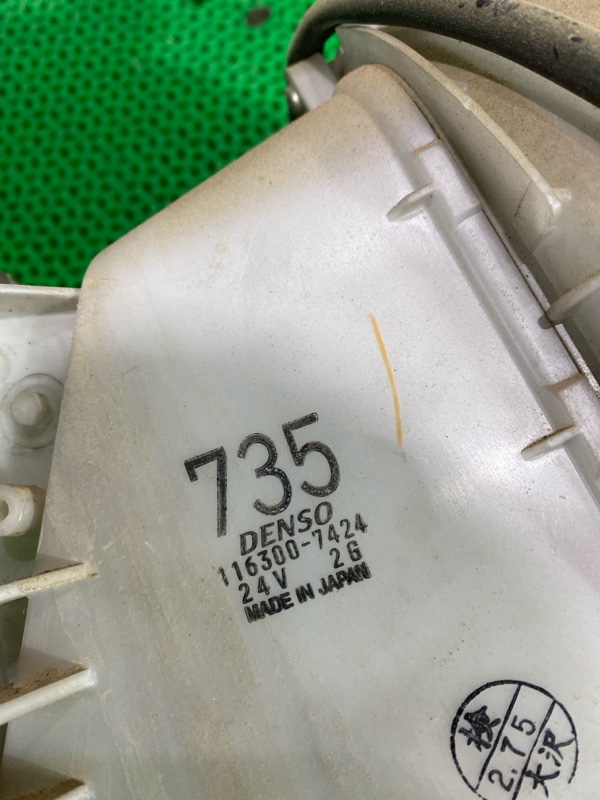 735
DENSO
116300-7424
24V 2G
MADE IN JAPAN
検
2.75
大沢